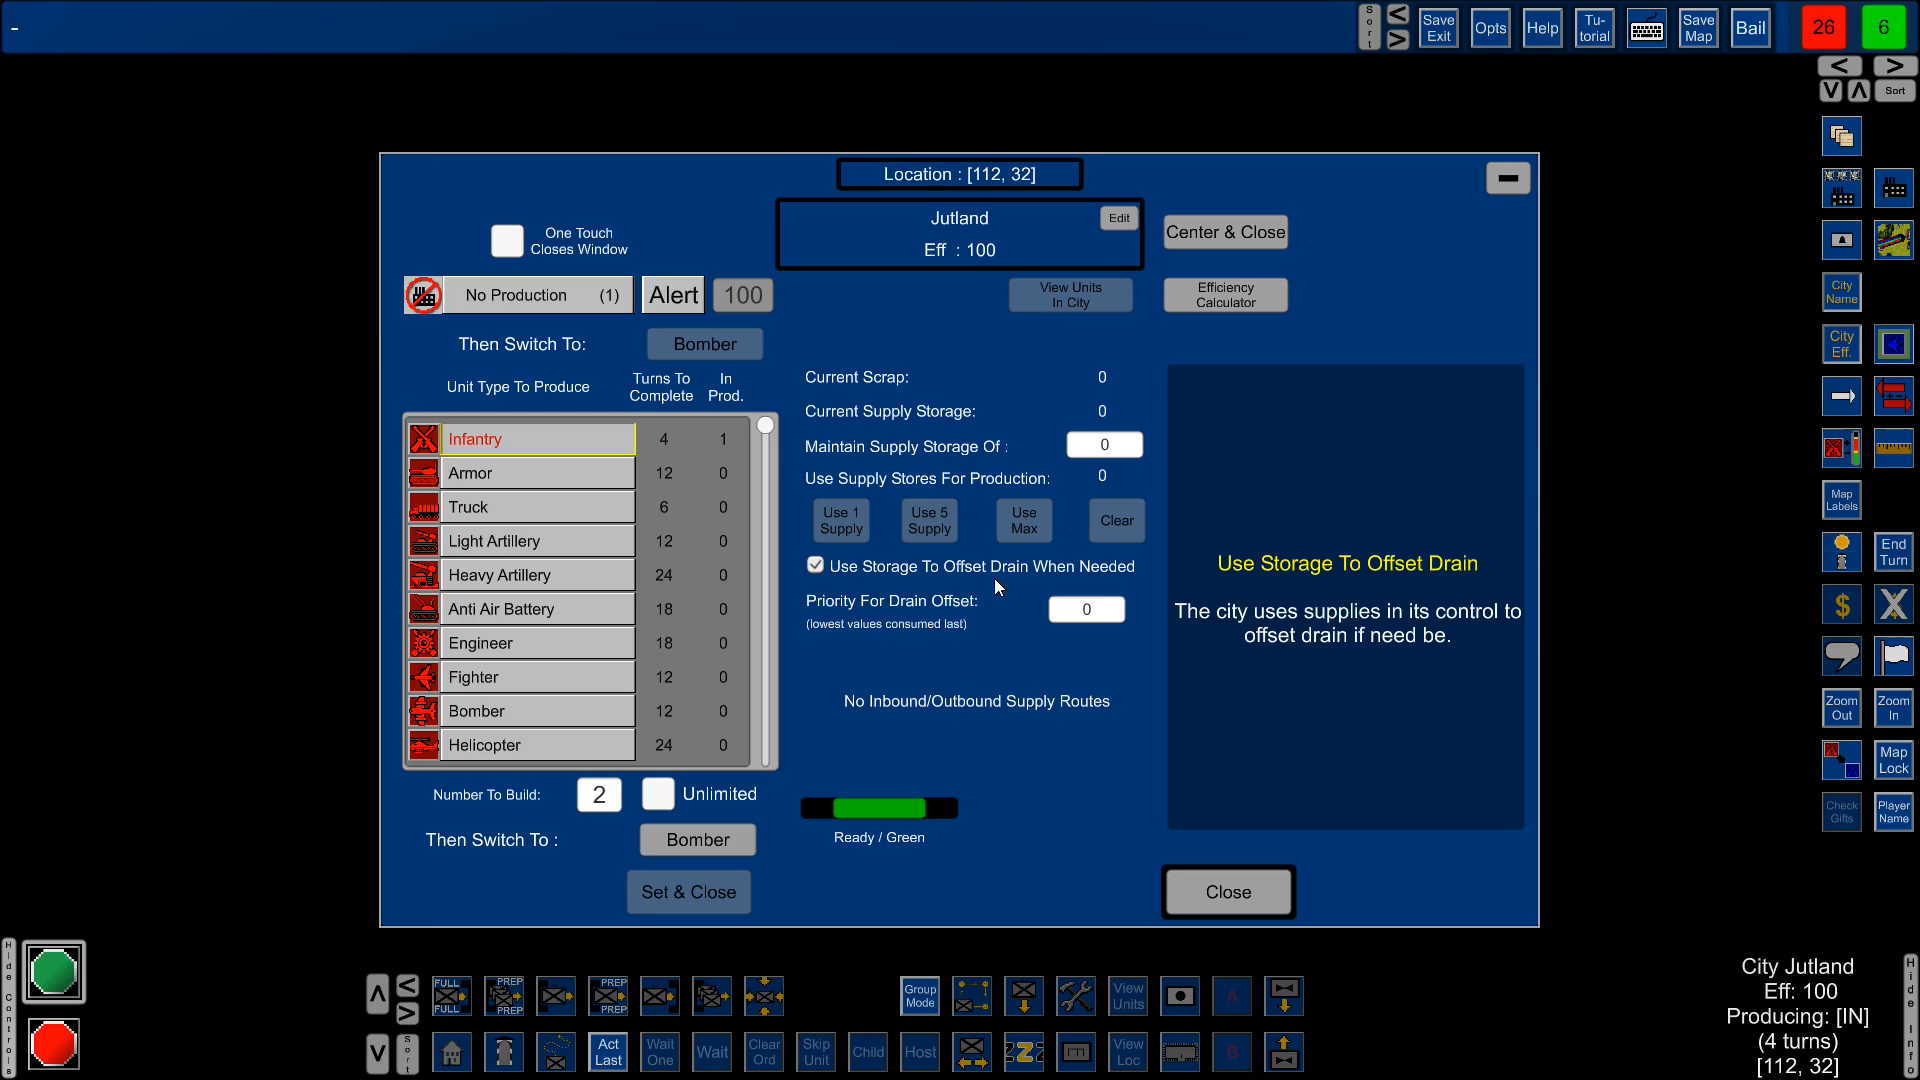 -
Sort
<
>
Save
Exit
Opts
Help
Tu-
torial
Save
Map
Bail
26
6
<
>
V
Λ
Sort
Location : [112, 32]
Jutland
Edit
Eff : 100
One Touch
Closes Window
Center & Close
No Production (1)
Alert
100
View Units
In City
Efficiency
Calculator
Then Switch To:
Bomber
Unit Type To Produce
Turns To
Complete
In
Prod.
Infantry 4 1
Armor 12 0
Truck 6 0
Light Artillery 12 0
Heavy Artillery 24 0
Anti Air Battery 18 0
Engineer 18 0
Fighter 12 0
Bomber 12 0
Helicopter 24 0
Number To Build: 2
Unlimited
Then Switch To :
Bomber
Set & Close
Current Scrap: 0
Current Supply Storage: 0
Maintain Supply Storage Of : 0
Use Supply Stores For Production: 0
Use 1
Supply
Use 5
Supply
Use
Max
Clear
Use Storage To Offset Drain When Needed
Priority For Drain Offset: 0
(lowest values consumed last)
No Inbound/Outbound Supply Routes
Ready / Green
Use Storage To Offset Drain
The city uses supplies in its control to
offset drain if need be.
Close
City
Name
City
Eff.
Map
Labels
End
Turn
$
Zoom
Out
Zoom
In
Map
Lock
Check
Gifts
Player
Name
Hide Controls
Λ
<
>
FULL
FULL
PREP
PREP
PREP
PREP
Group
Mode
View
Units
A
V
Sort
Act
Last
Wait
One
Wait
Clear
Ord
Skip
Unit
Child
Host
ZZZ
View
Loc
B
City Jutland
Eff: 100
Producing: [IN]
(4 turns)
[112, 32]
Hide Info